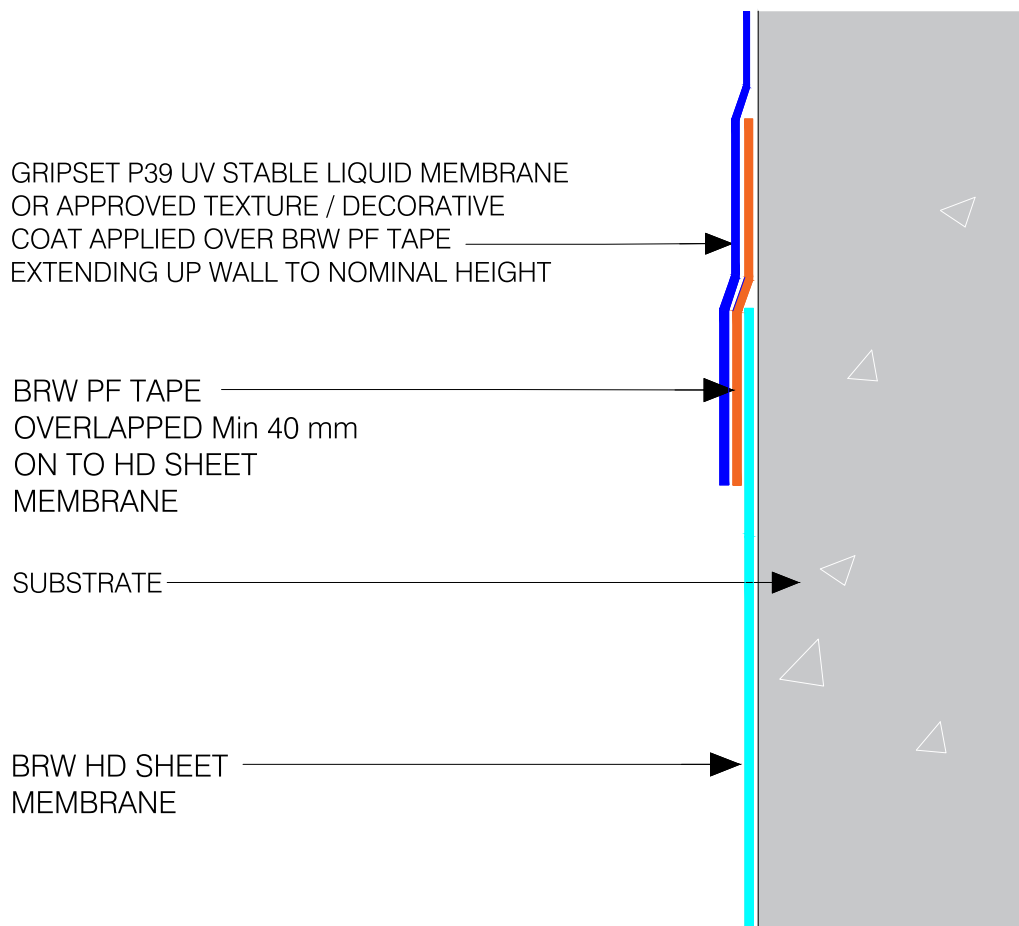 GRIPSET P39 UV STABLE LIQUID MEMBRANE
OR APPROVED TEXTURE / DECORATIVE
COAT APPLIED OVER BRW PF TAPE
EXTENDING UP WALL TO NOMINAL HEIGHT
BRW PF TAPE
OVERLAPPED Min 40 mm
ON TO HD SHEET
MEMBRANE
SUBSTRATE
BRW HD SHEET
MEMBRANE